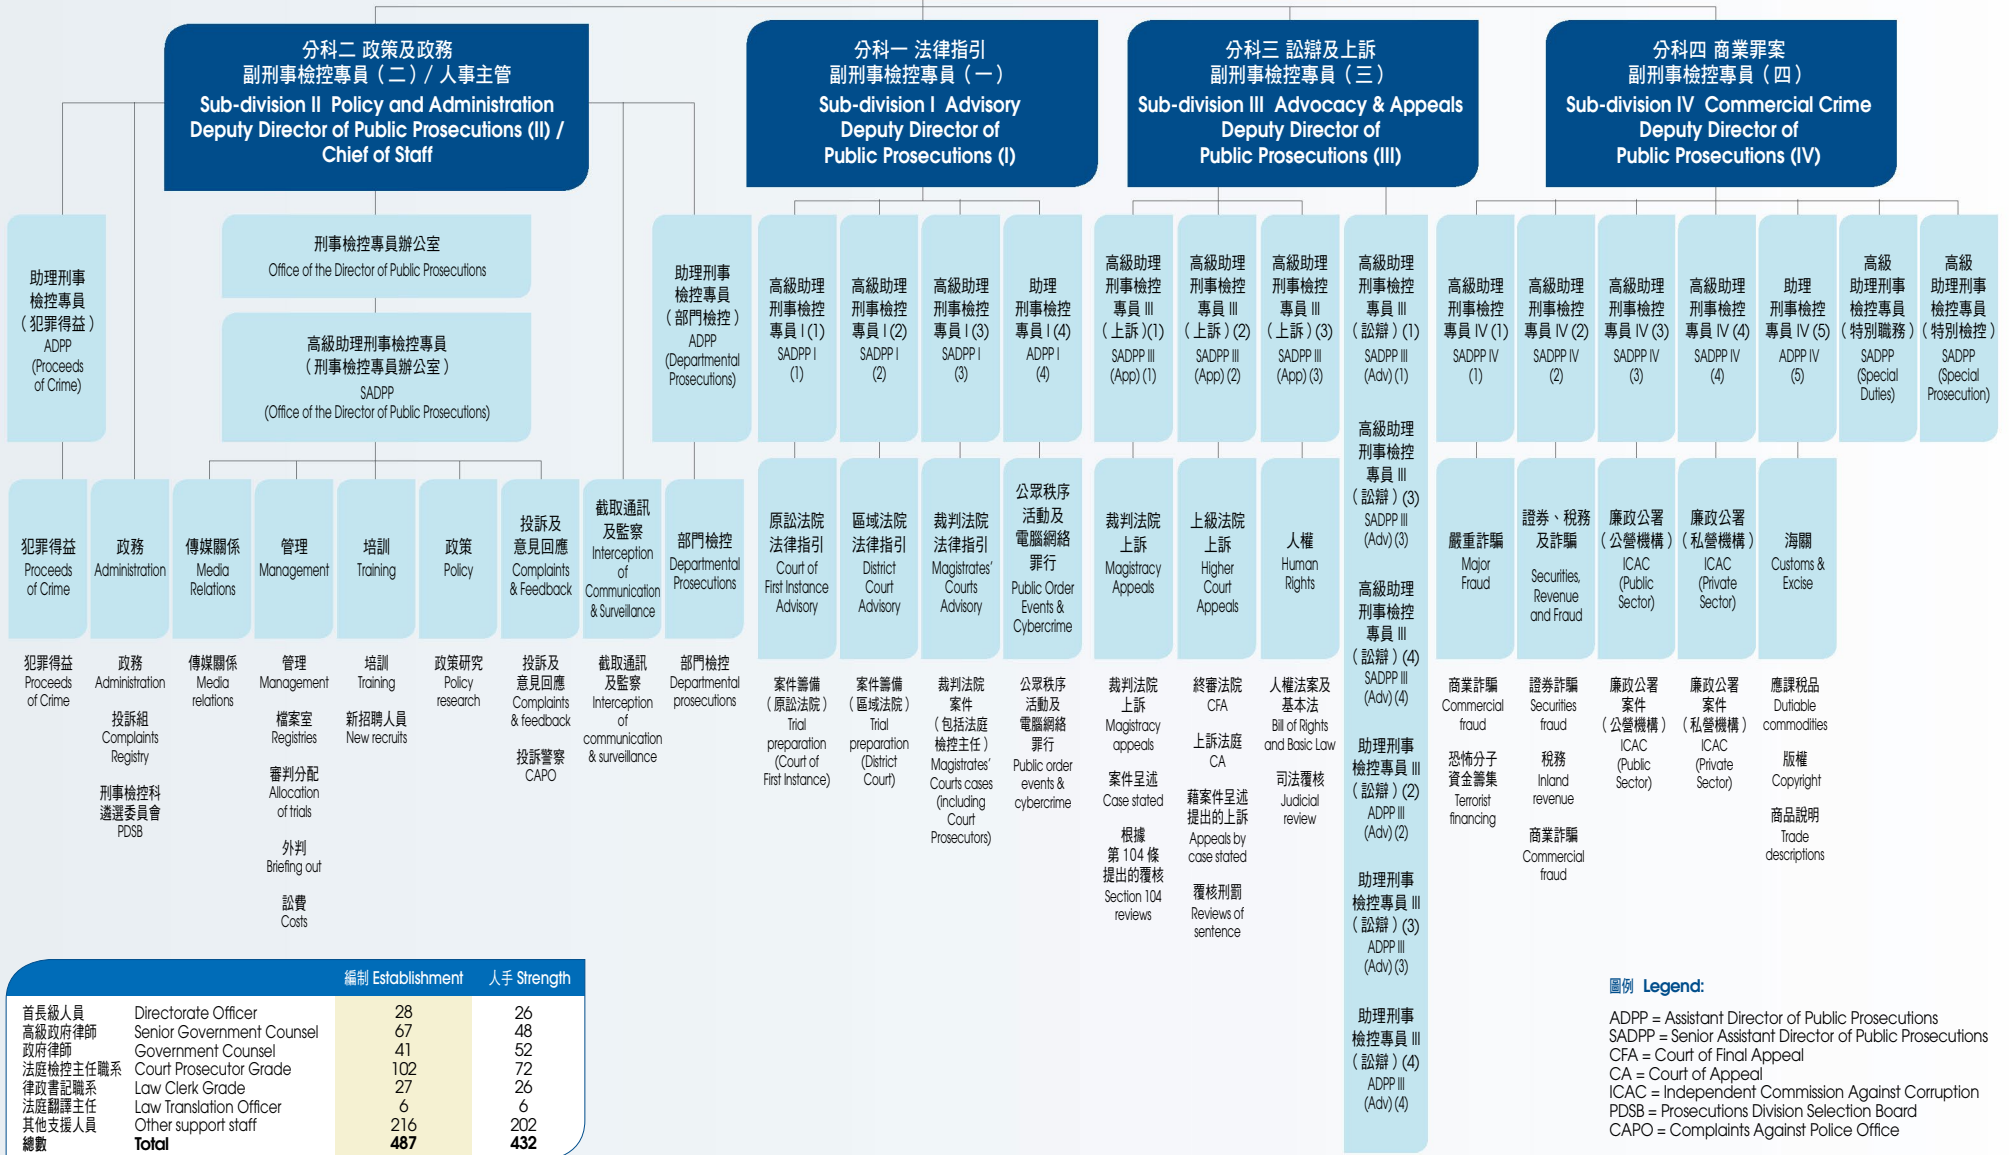 分科二 政策及政務
副刑事檢控專員（二）/ 人事主管
Sub-division II Policy and Administration
Deputy Director of Public Prosecutions (II) /
Chief of Staff
分科一 法律指引
副刑事檢控專員（一）
Sub-division I Advisory
Deputy Director of
Public Prosecutions (I)
分科三 訟辯及上訴
副刑事檢控專員（三）
Sub-division III Advocacy & Appeals
Deputy Director of
Public Prosecutions (III)
分科四 商業罪案
副刑事檢控專員（四）
Sub-division IV Commercial Crime
Deputy Director of
Public Prosecutions (IV)
助理刑事
檢控專員
（犯罪得益）
ADPP
(Proceeds
of Crime)
刑事檢控專員辦公室
Office of the Director of Public Prosecutions
高級助理刑事檢控專員
（刑事檢控專員辦公室）
SADPP
(Office of the Director of Public Prosecutions)
助理刑事
檢控專員
（部門檢控）
ADPP
(Departmental
Prosecutions)
高級助理
刑事檢控
專員 I (1)
SADPP I
(1)
高級助理
刑事檢控
專員 I (2)
SADPP I
(2)
高級助理
刑事檢控
專員 I (3)
SADPP I
(3)
助理
刑事檢控
專員 I (4)
ADPP I
(4)
高級助理
刑事檢控
專員 III
（上訴）(1)
SADPP III
(App) (1)
高級助理
刑事檢控
專員 III
（上訴）(2)
SADPP III
(App) (2)
高級助理
刑事檢控
專員 III
（上訴）(3)
SADPP III
(App) (3)
高級助理
刑事檢控
專員 III
（訟辯）(1)
SADPP III
(Adv) (1)
高級助理
刑事檢控
專員 III
（訟辯）(3)
SADPP III
(Adv) (3)
高級助理
刑事檢控
專員 III
（訟辯）(4)
SADPP III
(Adv) (4)
助理刑事
檢控專員 III
（訟辯）(2)
ADPP III
(Adv) (2)
助理刑事
檢控專員 III
（訟辯）(3)
ADPP III
(Adv) (3)
助理刑事
檢控專員 III
（訟辯）(4)
ADPP III
(Adv) (4)
高級助理
刑事檢控
專員 IV (1)
SADPP IV
(1)
高級助理
刑事檢控
專員 IV (2)
SADPP IV
(2)
高級助理
刑事檢控
專員 IV (3)
SADPP IV
(3)
高級助理
刑事檢控
專員 IV (4)
SADPP IV
(4)
助理
刑事檢控
專員 IV (5)
ADPP IV
(5)
高級
助理刑事
檢控專員
（特別職務）
SADPP
(Special
Duties)
高級
助理刑事
檢控專員
（特別檢控）
SADPP
(Special
Prosecution)
犯罪得益
Proceeds
of Crime
政務
Administration
傳媒關係
Media
Relations
管理
Management
培訓
Training
政策
Policy
投訴及
意見回應
Complaints
& Feedback
截取通訊
及監察
Interception
of
Communication
& Surveillance
部門檢控
Departmental
Prosecutions
原訟法院
法律指引
Court of
First Instance
Advisory
區域法院
法律指引
District
Court
Advisory
裁判法院
法律指引
Magistrates'
Courts
Advisory
公眾秩序
活動及
電腦網絡
罪行
Public Order
Events &
Cybercrime
裁判法院
上訴
Magistracy
Appeals
上級法院
上訴
Higher
Court
Appeals
人權
Human
Rights
嚴重詐騙
Major
Fraud
證券、稅務
及詐騙
Securities,
Revenue
and Fraud
廉政公署
（公營機構）
ICAC
(Public
Sector)
廉政公署
（私營機構）
ICAC
(Private
Sector)
海關
Customs &
Excise
犯罪得益
Proceeds
of Crime
政務
Administration
投訴組
Complaints
Registry
刑事檢控科
遴選委員會
PDSB
傳媒關係
Media
relations
管理
Management
檔案室
Registries
審判分配
Allocation
of trials
外判
Briefing out
訟費
Costs
培訓
Training
新招聘人員
New recruits
政策研究
Policy
research
投訴及
意見回應
Complaints
& feedback
投訴警察
CAPO
截取通訊
及監察
Interception
of
communication
& surveillance
部門檢控
Departmental
prosecutions
案件籌備
（原訟法院）
Trial
preparation
(Court of
First Instance)
案件籌備
（區域法院）
Trial
preparation
(District
Court)
裁判法院
案件
（包括法庭
檢控主任）
Magistrates'
Courts cases
(including
Court
Prosecutors)
公眾秩序
活動及
電腦網絡
罪行
Public order
events &
cybercrime
裁判法院
上訴
Magistracy
appeals
案件呈述
Case stated
根據
第 104 條
提出的覆核
Section 104
reviews
終審法院
CFA
上訴法庭
CA
藉案件呈述
提出的上訴
Appeals by
case stated
覆核刑罰
Reviews of
sentence
人權法案及
基本法
Bill of Rights
and Basic Law
司法覆核
Judicial
review
商業詐騙
Commercial
fraud
恐怖分子
資金籌集
Terrorist
financing
證券詐騙
Securities
fraud
稅務
Inland
revenue
商業詐騙
Commercial
fraud
廉政公署
案件
（公營機構）
ICAC
(Public
Sector)
廉政公署
案件
（私營機構）
ICAC
(Private
Sector)
應課稅品
Dutiable
commodities
版權
Copyright
商品說明
Trade
descriptions
編制 Establishment 人手 Strength
首長級人員 Directorate Officer 28 26
高級政府律師 Senior Government Counsel 67 48
政府律師 Government Counsel 41 52
法庭檢控主任職系 Court Prosecutor Grade 102 72
律政書記職系 Law Clerk Grade 27 26
法庭翻譯主任 Law Translation Officer 6 6
其他支援人員 Other support staff 216 202
總數 Total 487 432
圖例 Legend:
ADPP = Assistant Director of Public Prosecutions
SADPP = Senior Assistant Director of Public Prosecutions
CFA = Court of Final Appeal
CA = Court of Appeal
ICAC = Independent Commission Against Corruption
PDSB = Prosecutions Division Selection Board
CAPO = Complaints Against Police Office